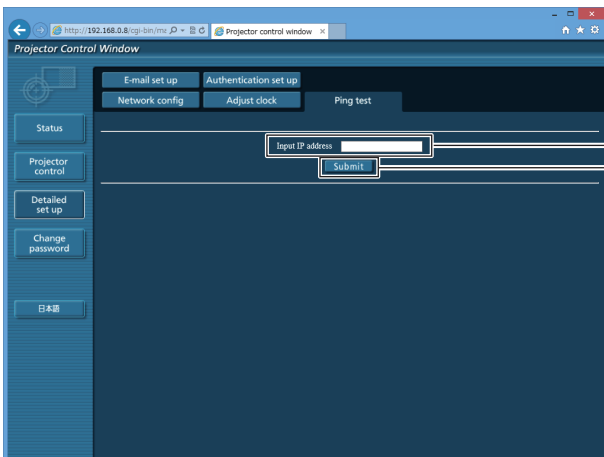 http://192.168.0.8/cgi-bin/ma
Projector control window
Projector Control Window
E-mail set up
Authentication set up
Network config
Adjust clock
Ping test
Status
Input IP address
Submit
Projector
control
Detailed
set up
Change
password
日本語